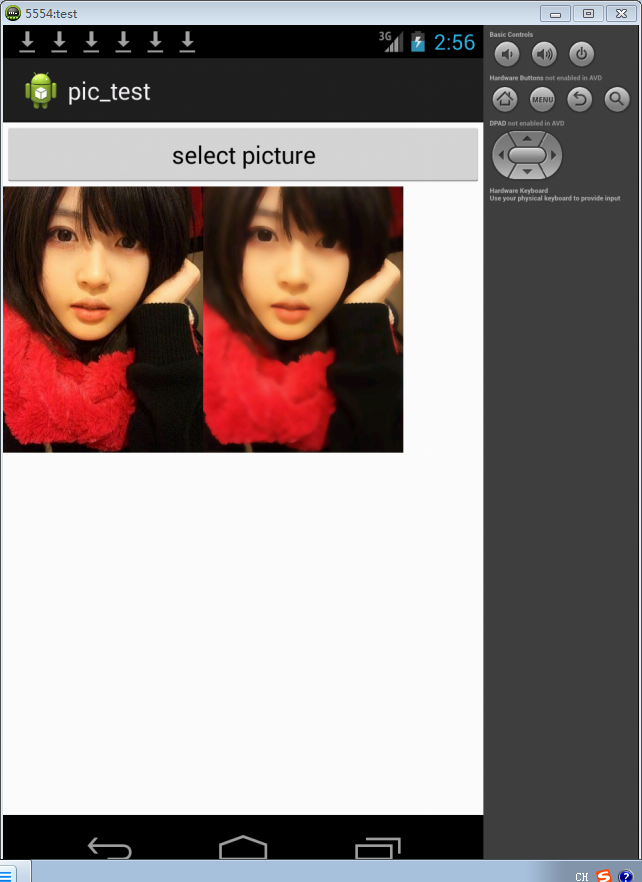 5554:test
3G
2:56
pic_test
select picture
Basic Controls
Hardware Buttons not enabled in AVD
MENU
DPAD not enabled in AVD
Hardware Keyboard
Use your physical keyboard to provide input
CH